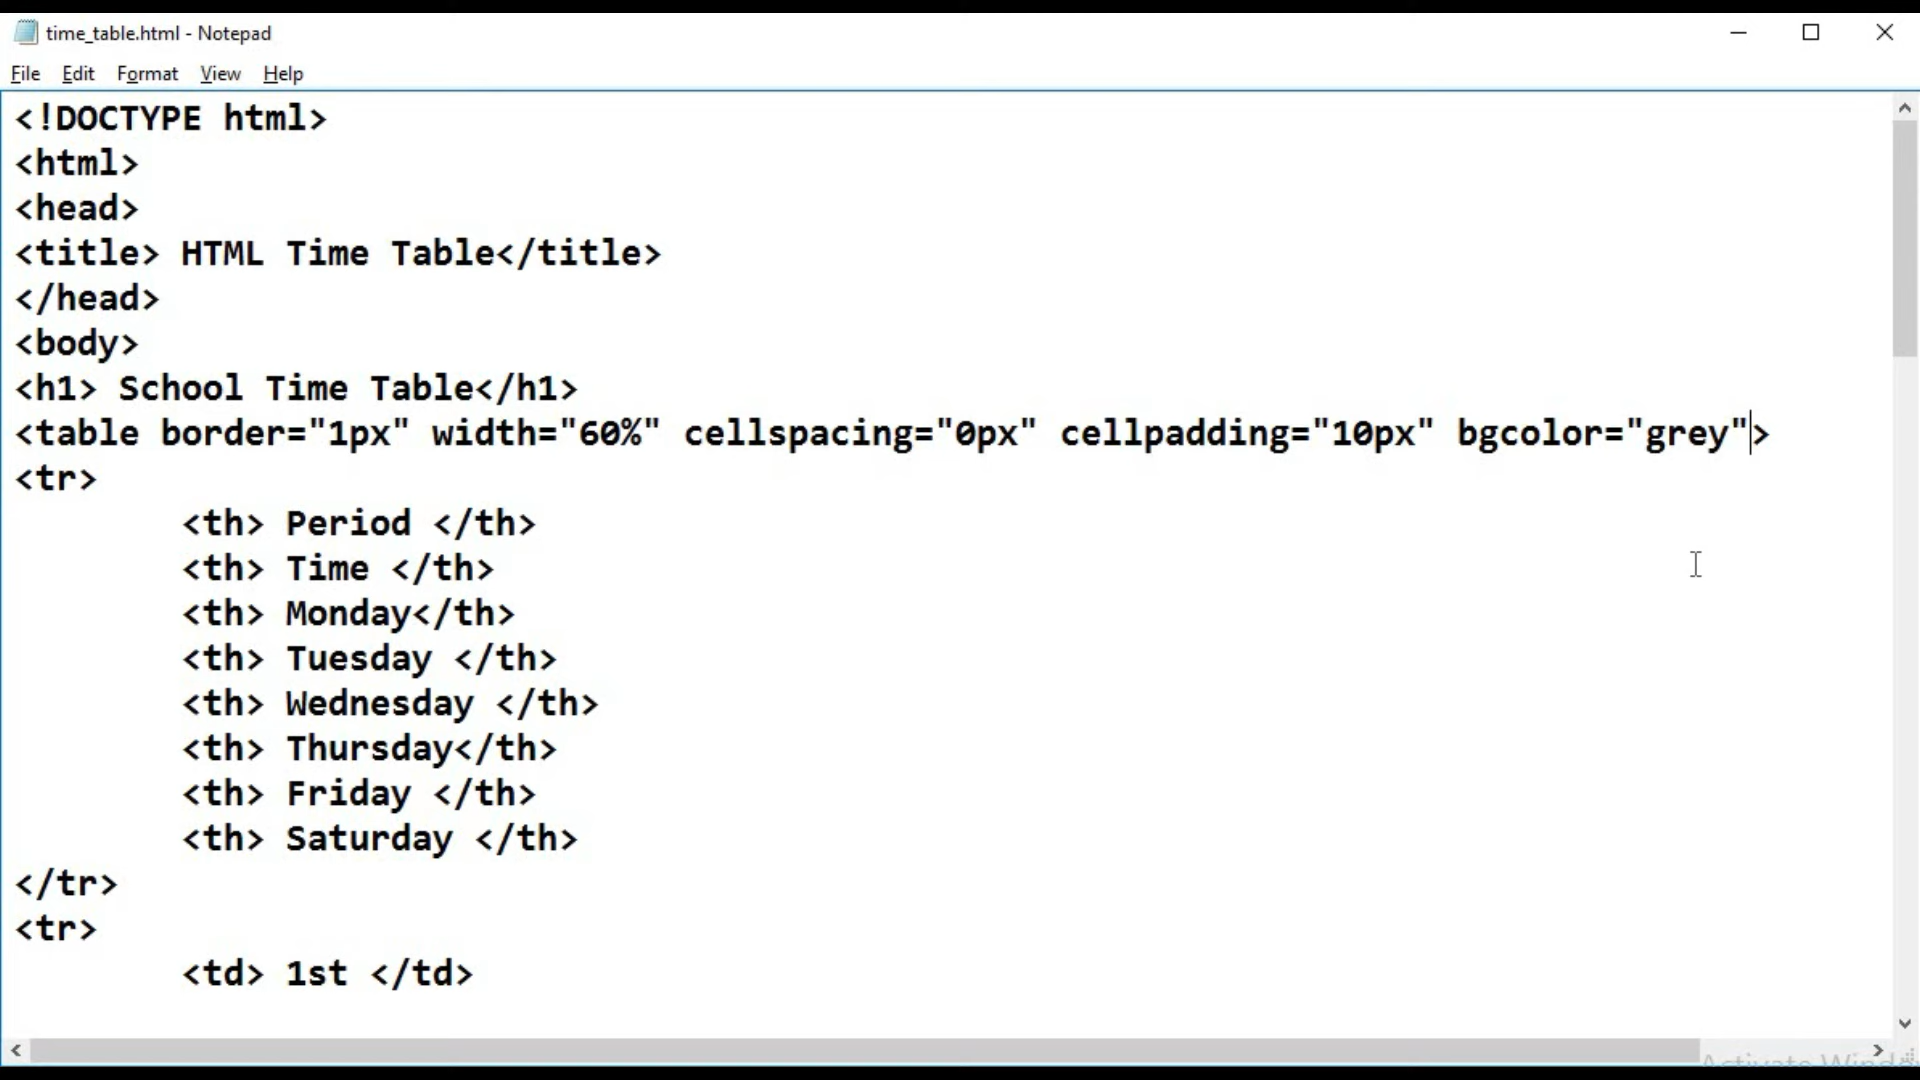 time_table.html - Notepad
File Edit Format View Help
<!DOCTYPE html>
<html>
<head>
<title> HTML Time Table</title>
</head>
<body>
<h1> School Time Table</h1>
<table border="1px" width="60%" cellspacing="0px" cellpadding="10px" bgcolor="grey">
<tr>
<th> Period </th>
<th> Time </th>
<th> Monday</th>
<th> Tuesday </th>
<th> Wednesday </th>
<th> Thursday</th>
<th> Friday </th>
<th> Saturday </th>
</tr>
<tr>
<td> 1st </td>